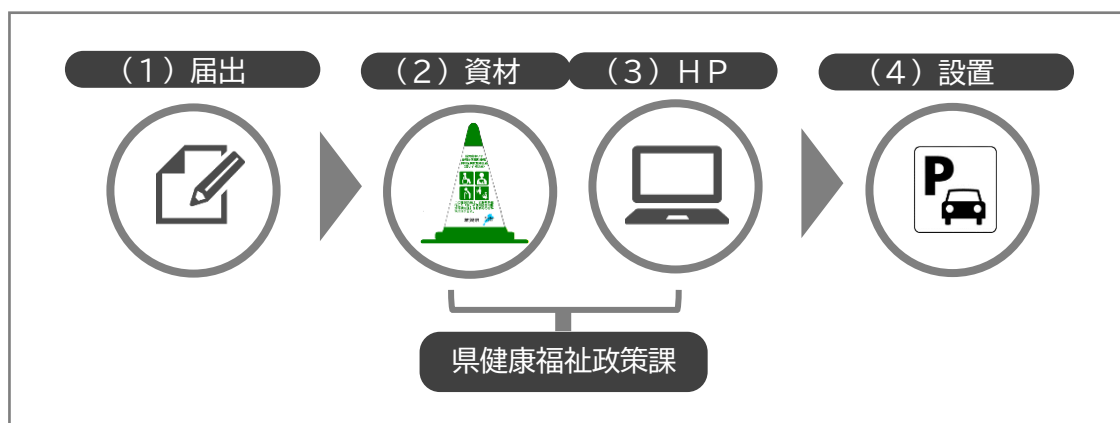 （1）届出
（2）資材
（3）ＨＰ
（4）設置
P
県健康福祉政策課